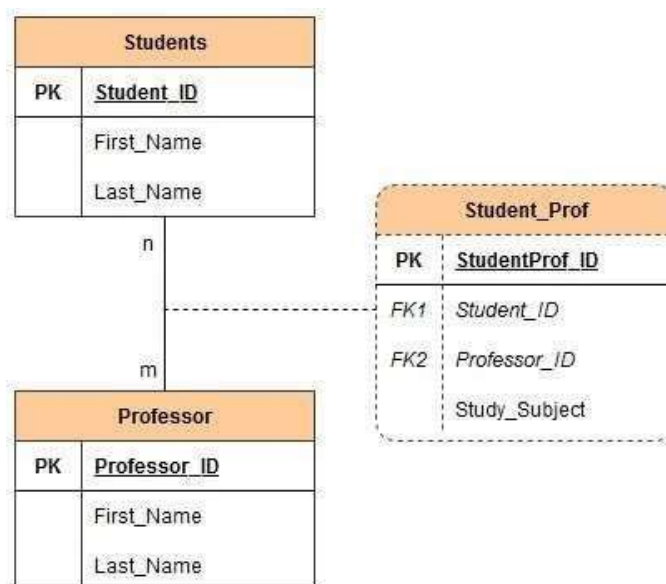 Students
PK Student_ID
First_Name
Last_Name
n
Student_Prof
PK StudentProf_ID
FK1 Student_ID
FK2 Professor_ID
Study_Subject
m
Professor
PK Professor_ID
First_Name
Last_Name